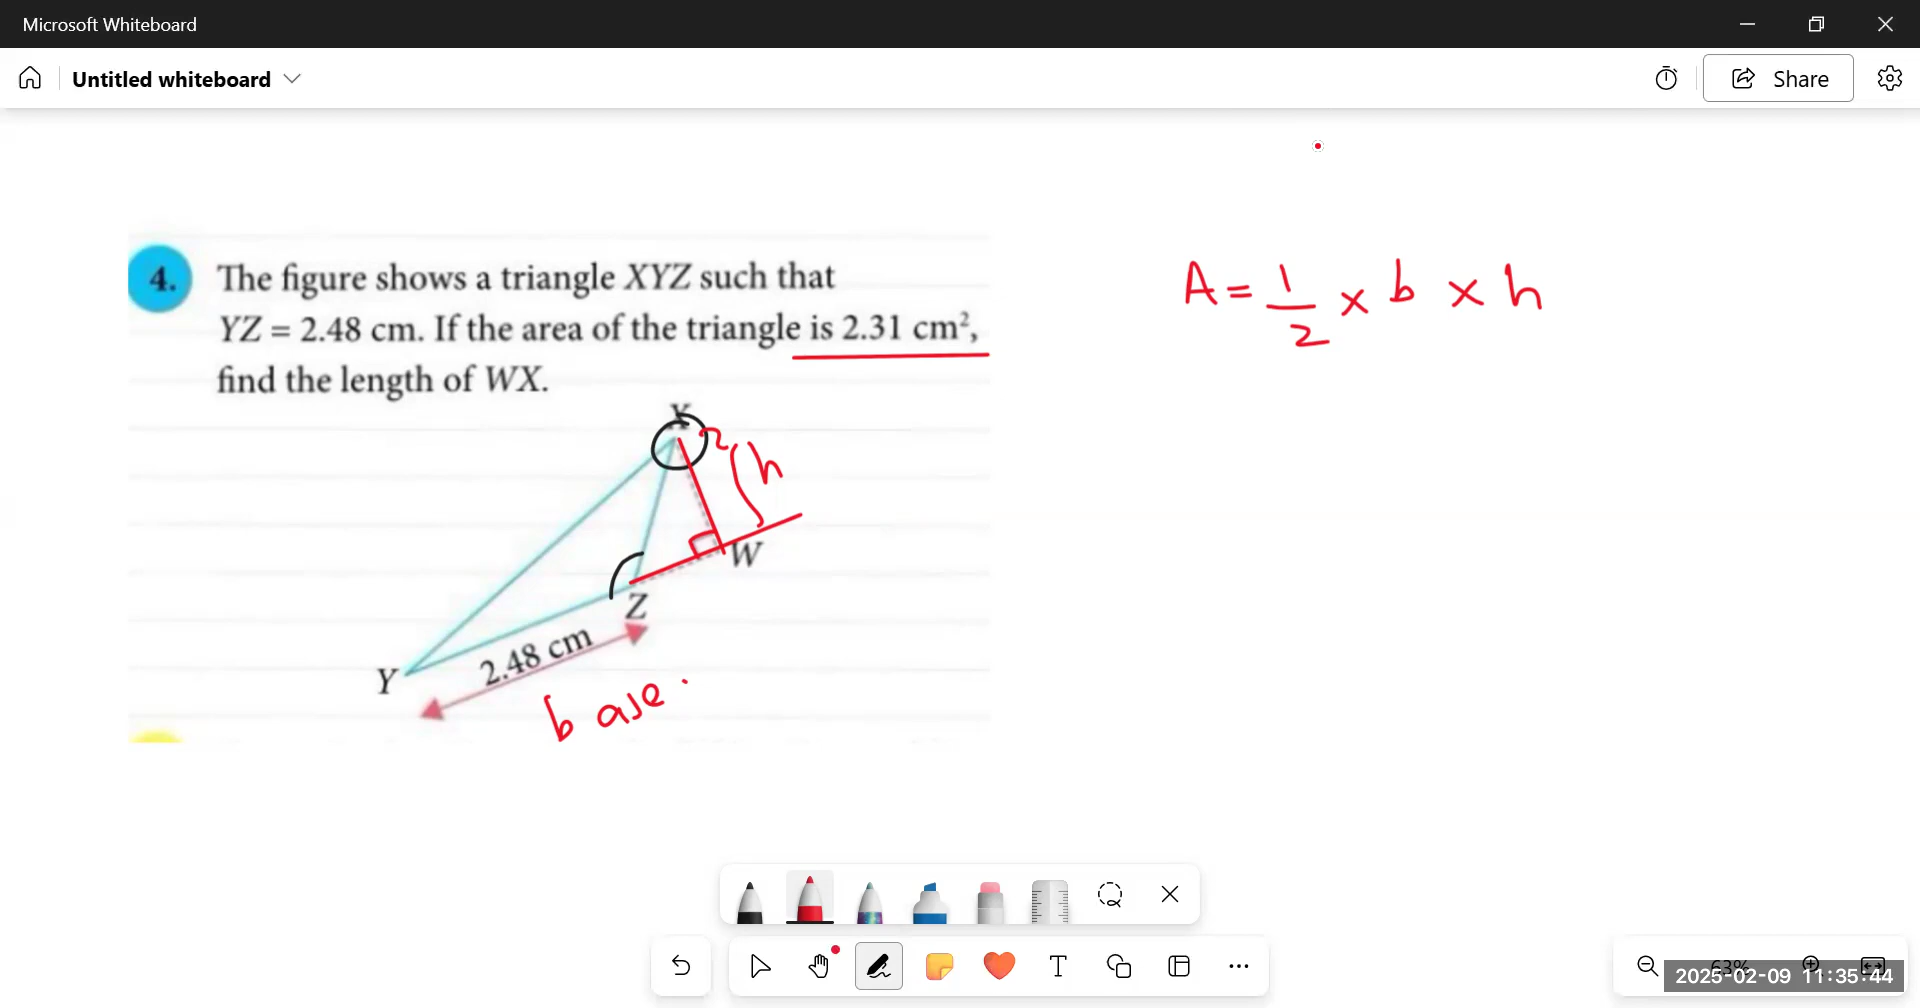 Microsoft Whiteboard
Untitled whiteboard
Share
4. The figure shows a triangle XYZ such that
YZ = 2.48 cm. If the area of the triangle is 2.31 cm²,
find the length of WX.
A = 1/2 × b × h
X
h
W
Z
2.48 cm
Y
base.
T
63%
2025-02-09 11:35:44